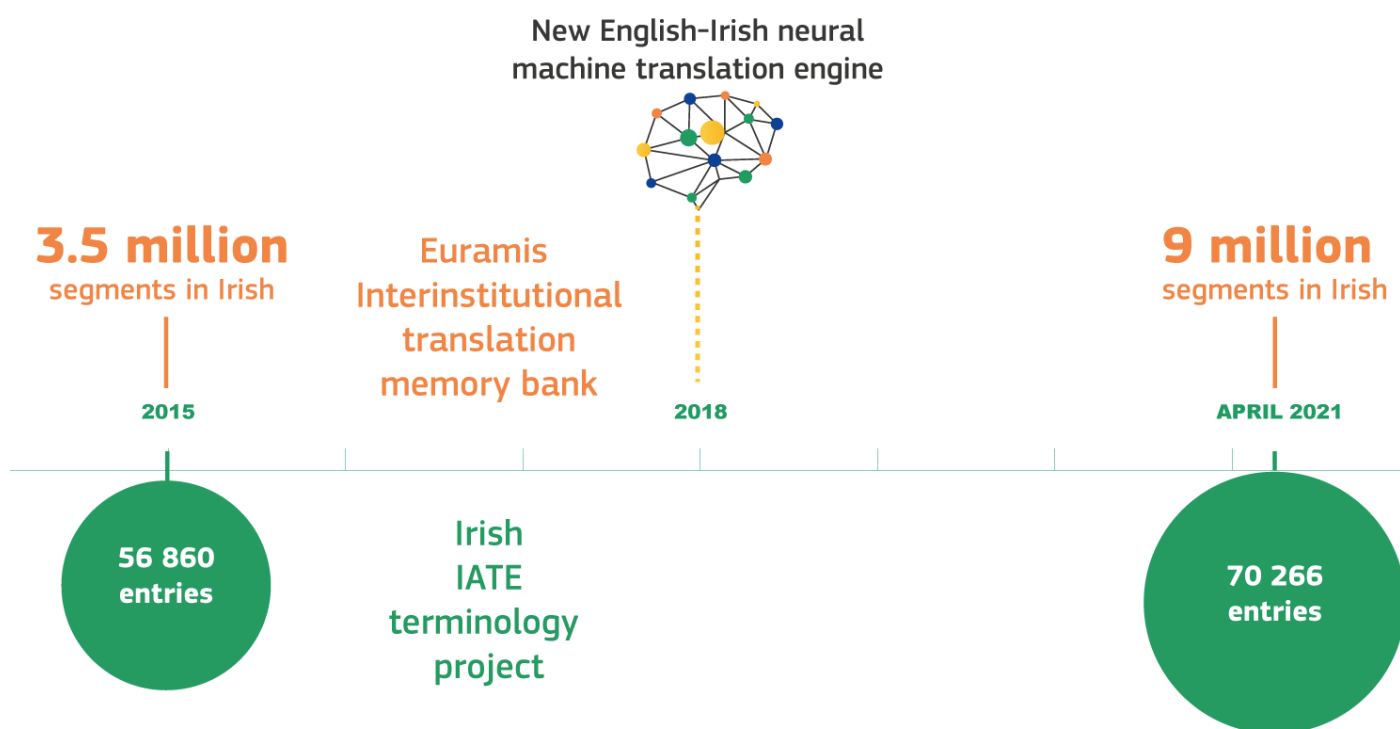 New English-Irish neural
machine translation engine
3.5 million
segments in Irish
Euramis
Interinstitutional
translation
memory bank
9 million
segments in Irish
2015
2018
APRIL 2021
56 860
entries
Irish
IATE
terminology
project
70 266
entries